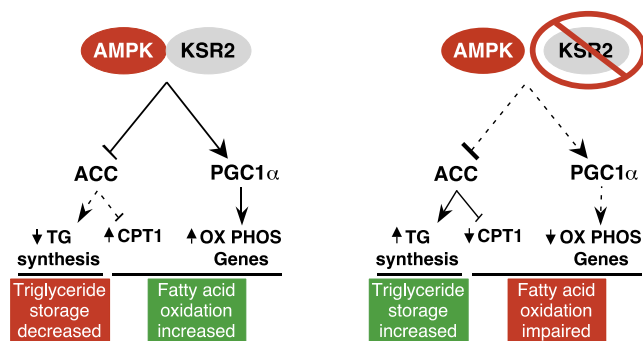 AMPK KSR2
ACC PGC1α
TG CPT1 OX PHOS
synthesis Genes
Triglyceride
storage
decreased
Fatty acid
oxidation
increased
AMPK KSR2
ACC PGC1α
TG CPT1 OX PHOS
synthesis Genes
Triglyceride
storage
increased
Fatty acid
oxidation
impaired